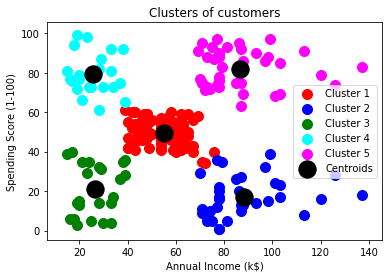 Clusters of customers
100
80
60
40
20
0
Spending Score (1-100)
Cluster 1
Cluster 2
Cluster 3
Cluster 4
Cluster 5
Centroids
20
40
60
80
100
120
140
Annual Income (k$)